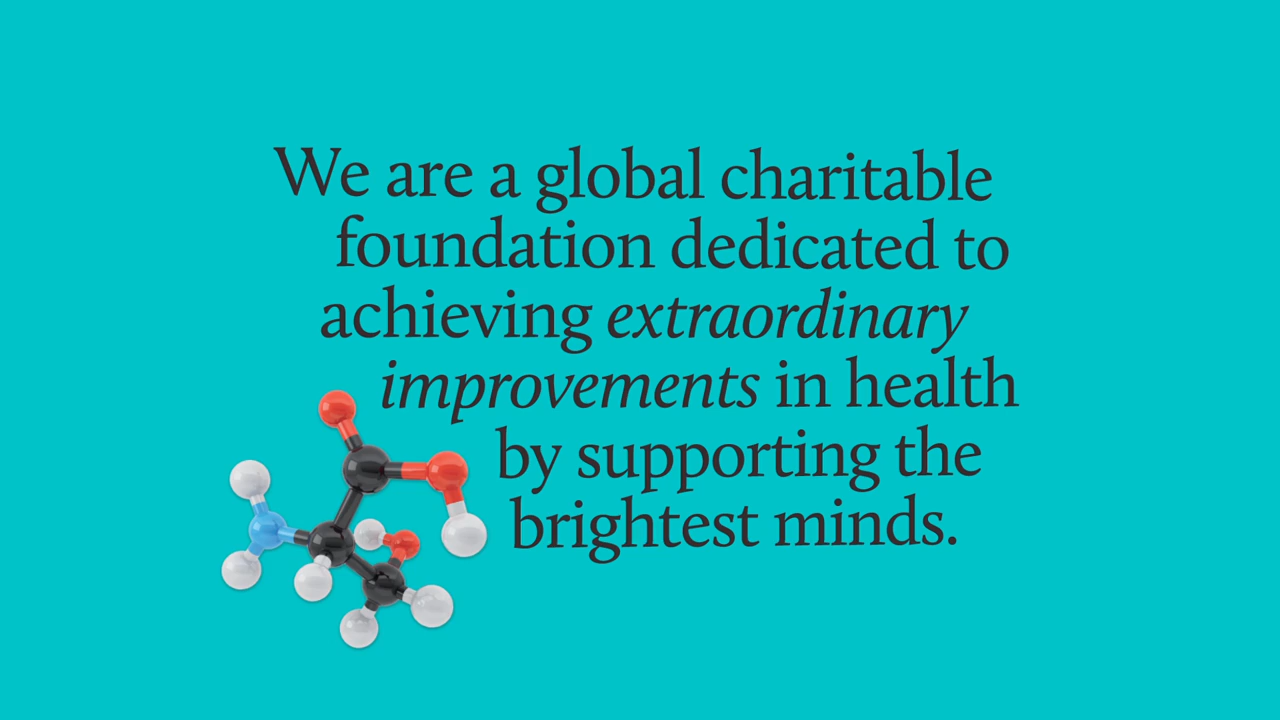 We are a global charitable
foundation dedicated to
achieving extraordinary
improvements in health
by supporting the
brightest minds.